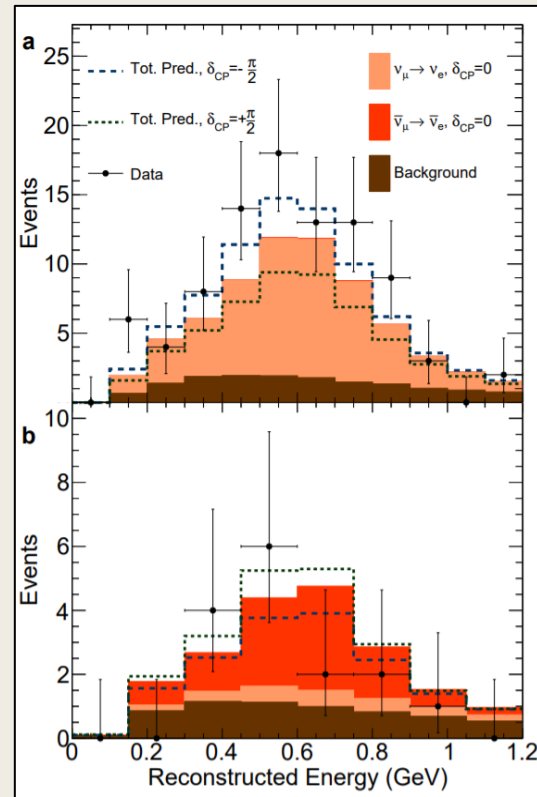 a
Tot. Pred., δCP=-π/2
Tot. Pred., δCP=+π/2
Data
νμ→ νe, δCP=0
ν̅μ→ ν̅e, δCP=0
Background
Events
25
20
15
10
5
b
Events
10
8
6
4
2
0
0 0.2 0.4 0.6 0.8 1 1.2
Reconstructed Energy (GeV)